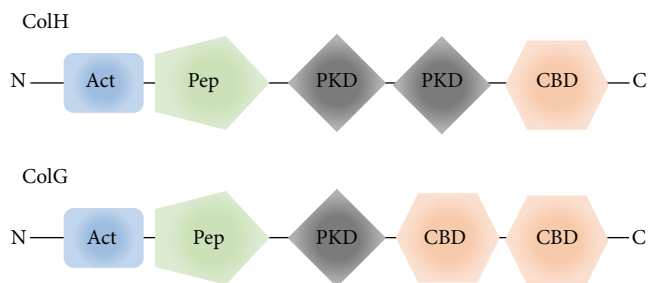 ColH
N Act Pep PKD PKD CBD C
ColG
N Act Pep PKD CBD CBD C